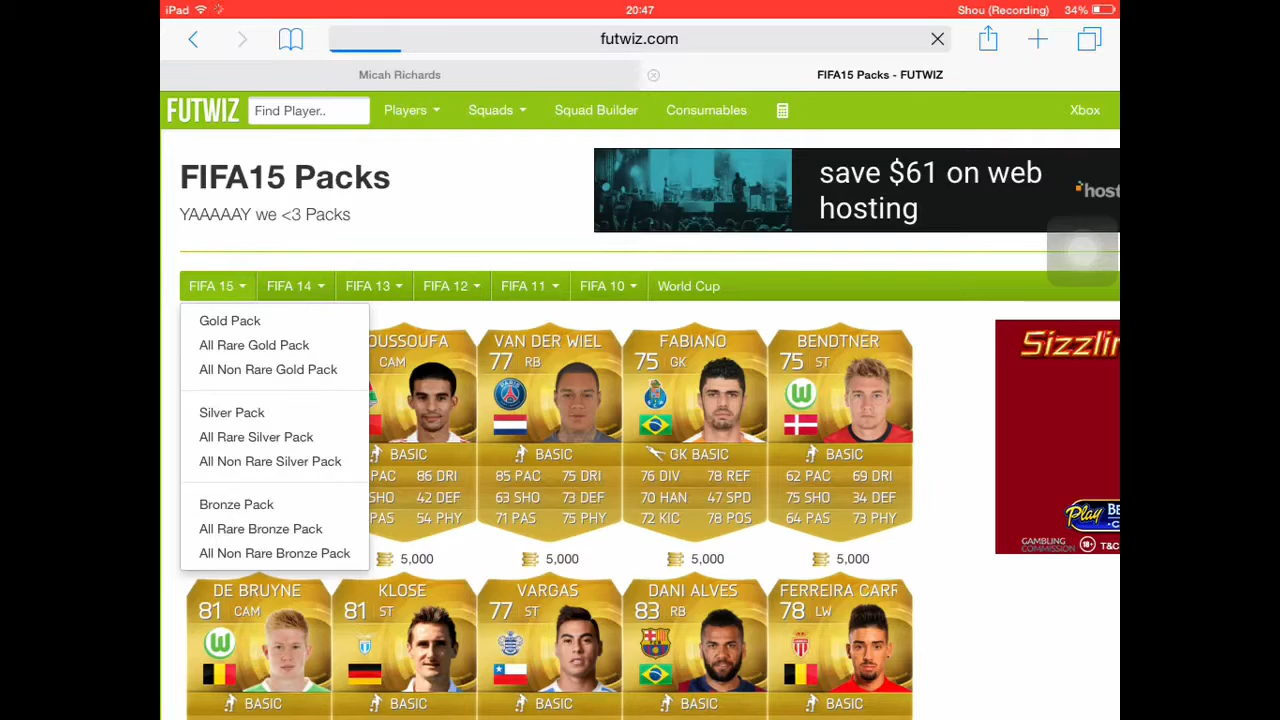 iPad 20:47 Shou (Recording) 34%
futwiz.com
Micah Richards FIFA15 Packs - FUTWIZ
FUTWIZ Find Player.. Players Squads Squad Builder Consumables Xbox
FIFA15 Packs
YAAAAAY we <3 Packs
save $61 on web
hosting
host
FIFA 15 FIFA 14 FIFA 13 FIFA 12 FIFA 11 FIFA 10 World Cup
Gold Pack
All Rare Gold Pack
All Non Rare Gold Pack
Silver Pack
All Rare Silver Pack
All Non Rare Silver Pack
Bronze Pack
All Rare Bronze Pack
All Non Rare Bronze Pack
OUSSOUFA VAN DER WIEL FABIANO BENDTNER
CAM 77 RB 75 GK 75 ST
BASIC BASIC GK BASIC BASIC
PAC 86 DRI 85 PAC 75 DRI 76 DIV 78 REF 62 PAC 69 DRI
SHO 42 DEF 63 SHO 73 DEF 70 HAN 47 SPD 75 SHO 34 DEF
PAS 54 PHY 71 PAS 75 PHY 72 KIC 78 POS 64 PAS 73 PHY
5,000 5,000 5,000 5,000
DE BRUYNE KLOSE VARGAS DANI ALVES FERREIRA CARR
81 CAM 81 ST 77 ST 83 RB 78 LW
BASIC BASIC BASIC BASIC BASIC
Sizzlin
Play
GAMBLING
COMMISSION 18+ T&C